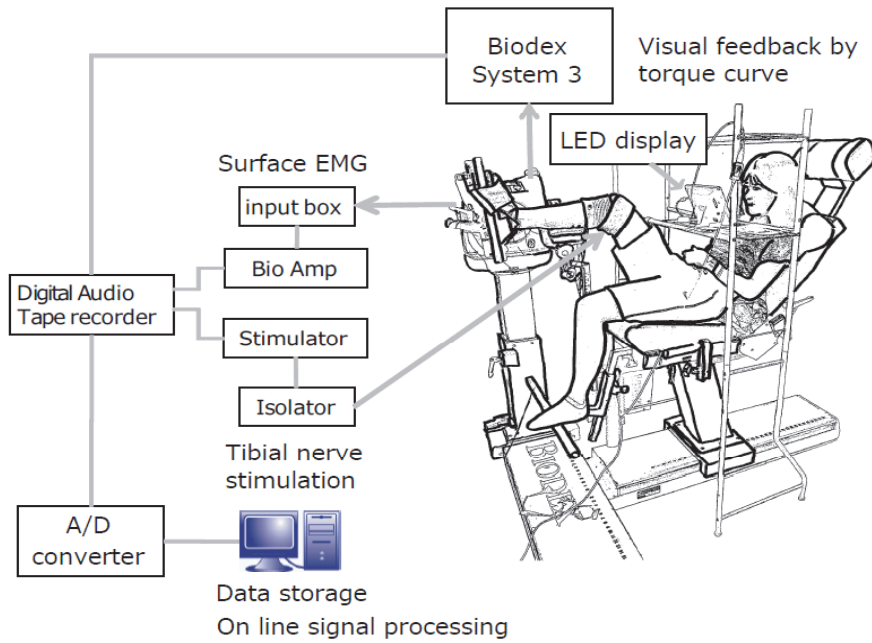 Biodex
System 3
Visual feedback by
torque curve
LED display
Surface EMG
input box
Bio Amp
Digital Audio
Tape recorder
Stimulator
Isolator
Tibial nerve
stimulation
A/D
converter
Data storage
On line signal processing